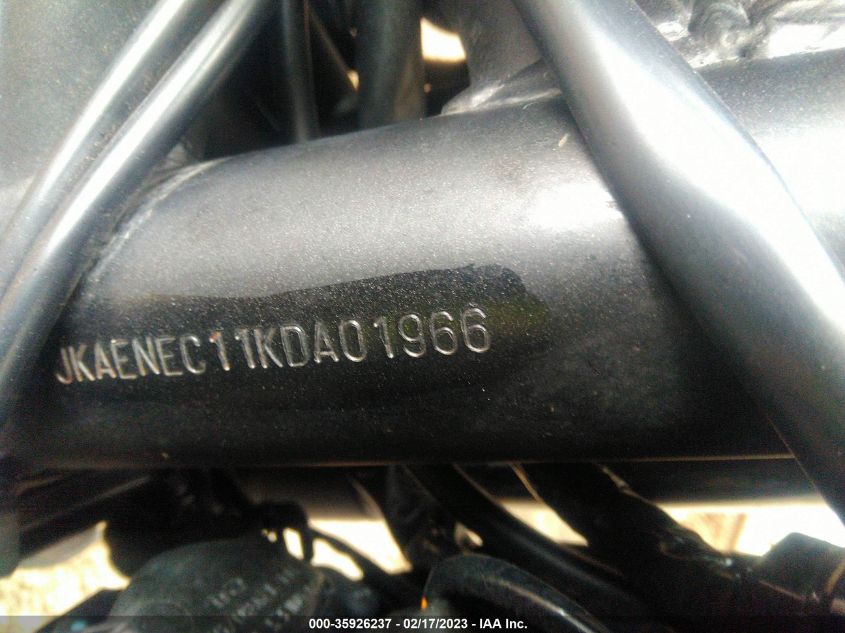 JKAENEC11KDA01966
000-35926237 - 02/17/2023 - IAA Inc.